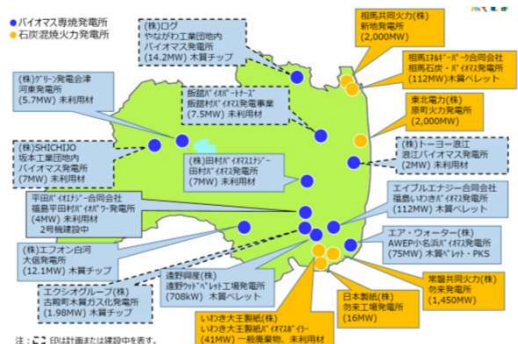 バイオマス専焼発電所
石炭混焼火力発電所
(株)ログ
やながわ工業団地内
バイオマス発電所
(14.2MW) 木質チップ
相馬共同火力(株)
新地発電所
(2,000MW)
相馬エネルギーパーク合同会社
相馬石炭・バイオマス発電所
(112MW)木質ペレット
(株)グリーン発電会津
河東発電所
(5.7MW) 未利用材
飯舘バイオパートナーズ
飯舘村バイオマス発電事業
(7.5MW) 未利用材
東北電力(株)
原町火力発電所
(2,000MW)
(株)SHICHIJO
坂本工業団地内
バイオマス発電所
(7MW) 未利用材
(株)田村バイオマスエナジー
田村バイオマス発電所
(7MW) 未利用材
(株)トーヨー浪江
浪江バイオマス発電所
(2MW) 未利用材
平田バイオエナジー合同会社
福島平田村バイオパワー発電所
(4MW) 未利用材
2号機建設中
エイブルエナジー合同会社
福島いわきバイオマス発電所
(112MW) 木質ペレット
(株)エフオン白河
大信発電所
(12.1MW) 木質チップ
エア・ウォーター(株)
AWEP小名浜バイオマス発電所
(75MW) 木質ペレット・PKS
エクシオグループ(株)
古殿町木質ガス化発電所
(1.98MW) 木質チップ
遠野興産(株)
遠野ウッドペレット工場発電所
(708kW) 木質ペレット
日本製紙(株)
勿来工場発電所
(16MW)
常磐共同火力(株)
勿来発電所
(1,450MW)
いわき大王製紙(株)
いわき大王製紙バイオマスボイラー
(41MW) 一般廃棄物、未利用材
注: 印は計画または建設中を表す。